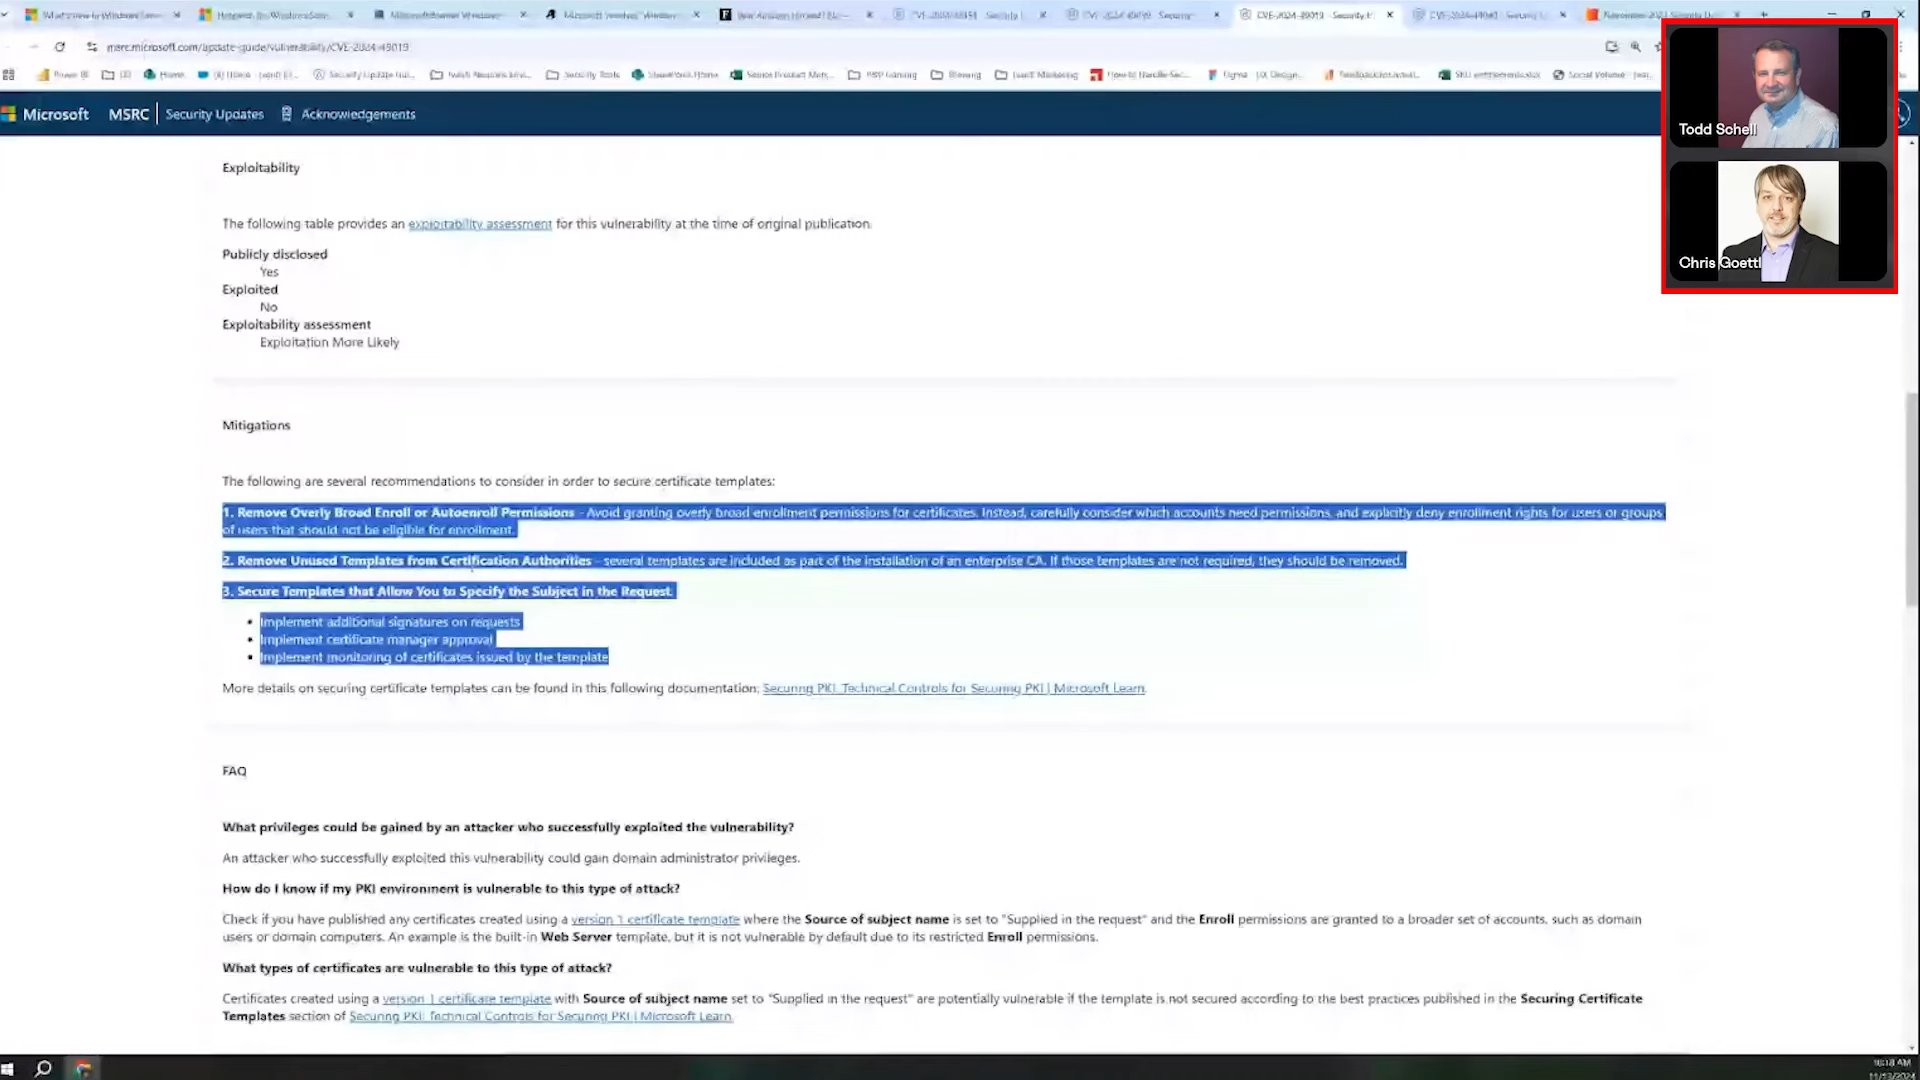 msrc.microsoft.com/update-guide/vulnerability/CVE-2024-49019
Microsoft MSRC Security Updates Acknowledgements
Todd Schell
Chris Goettl
Exploitability
The following table provides an exploitability assessment for this vulnerability at the time of original publication.
Publicly disclosed
Yes
Exploited
No
Exploitability assessment
Exploitation More Likely
Mitigations
The following are several recommendations to consider in order to secure certificate templates:
1. Remove Overly Broad Enroll or Autoenroll Permissions - Avoid granting overly broad enrollment permissions for certificates. Instead, carefully consider which accounts need permissions, and explicitly deny enrollment rights for users or groups
of users that should not be eligible for enrollment.
2. Remove Unused Templates from Certification Authorities - several templates are included as part of the installation of an enterprise CA. If those templates are not required, they should be removed.
3. Secure Templates that Allow You to Specify the Subject in the Request.
• Implement additional signatures on requests
• Implement certificate manager approval
• Implement monitoring of certificates issued by the template
More details on securing certificate templates can be found in this following documentation: Securing PKI: Technical Controls for Securing PKI | Microsoft Learn.
FAQ
What privileges could be gained by an attacker who successfully exploited the vulnerability?
An attacker who successfully exploited this vulnerability could gain domain administrator privileges.
How do I know if my PKI environment is vulnerable to this type of attack?
Check if you have published any certificates created using a version 1 certificate template where the Source of subject name is set to "Supplied in the request" and the Enroll permissions are granted to a broader set of accounts, such as domain
users or domain computers. An example is the built-in Web Server template, but it is not vulnerable by default due to its restricted Enroll permissions.
What types of certificates are vulnerable to this type of attack?
Certificates created using a version 1 certificate template with Source of subject name set to "Supplied in the request" are potentially vulnerable if the template is not secured according to the best practices published in the Securing Certificate
Templates section of Securing PKI: Technical Controls for Securing PKI | Microsoft Learn.
10:18 AM
11/13/2024